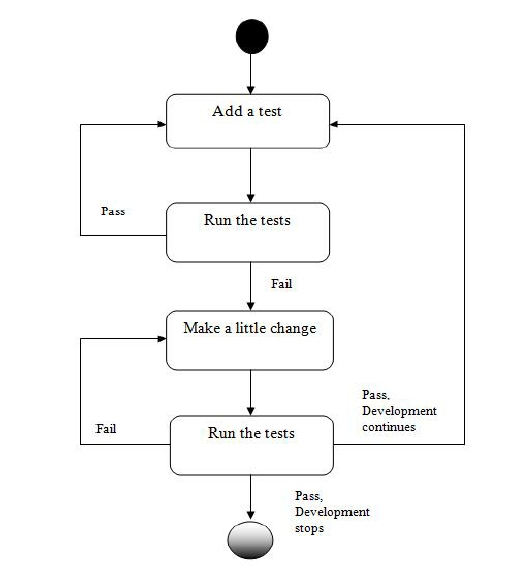 Add a test
Pass
Run the tests
Fail
Make a little change
Pass,
Development
continues
Fail
Run the tests
Pass,
Development
stops